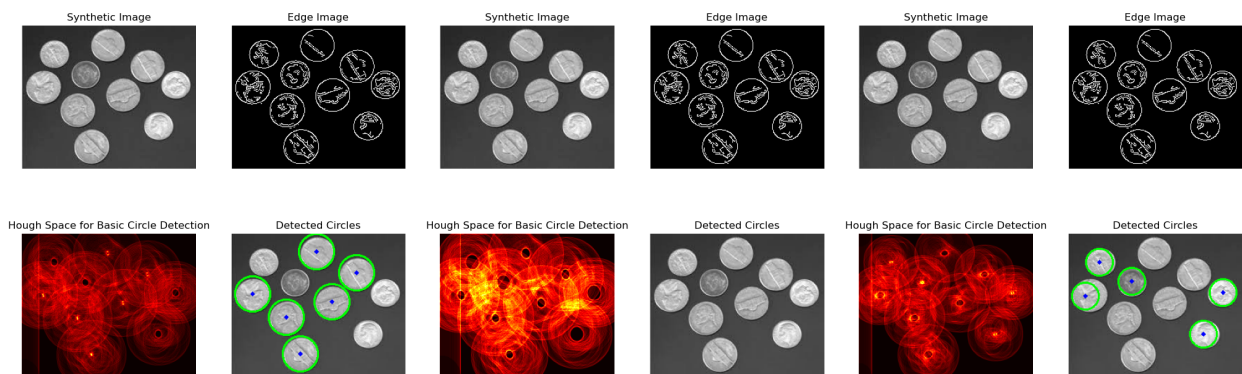 Synthetic Image
Edge Image
Synthetic Image
Edge Image
Synthetic Image
Edge Image
Hough Space for Basic Circle Detection
Detected Circles
Hough Space for Basic Circle Detection
Detected Circles
Hough Space for Basic Circle Detection
Detected Circles